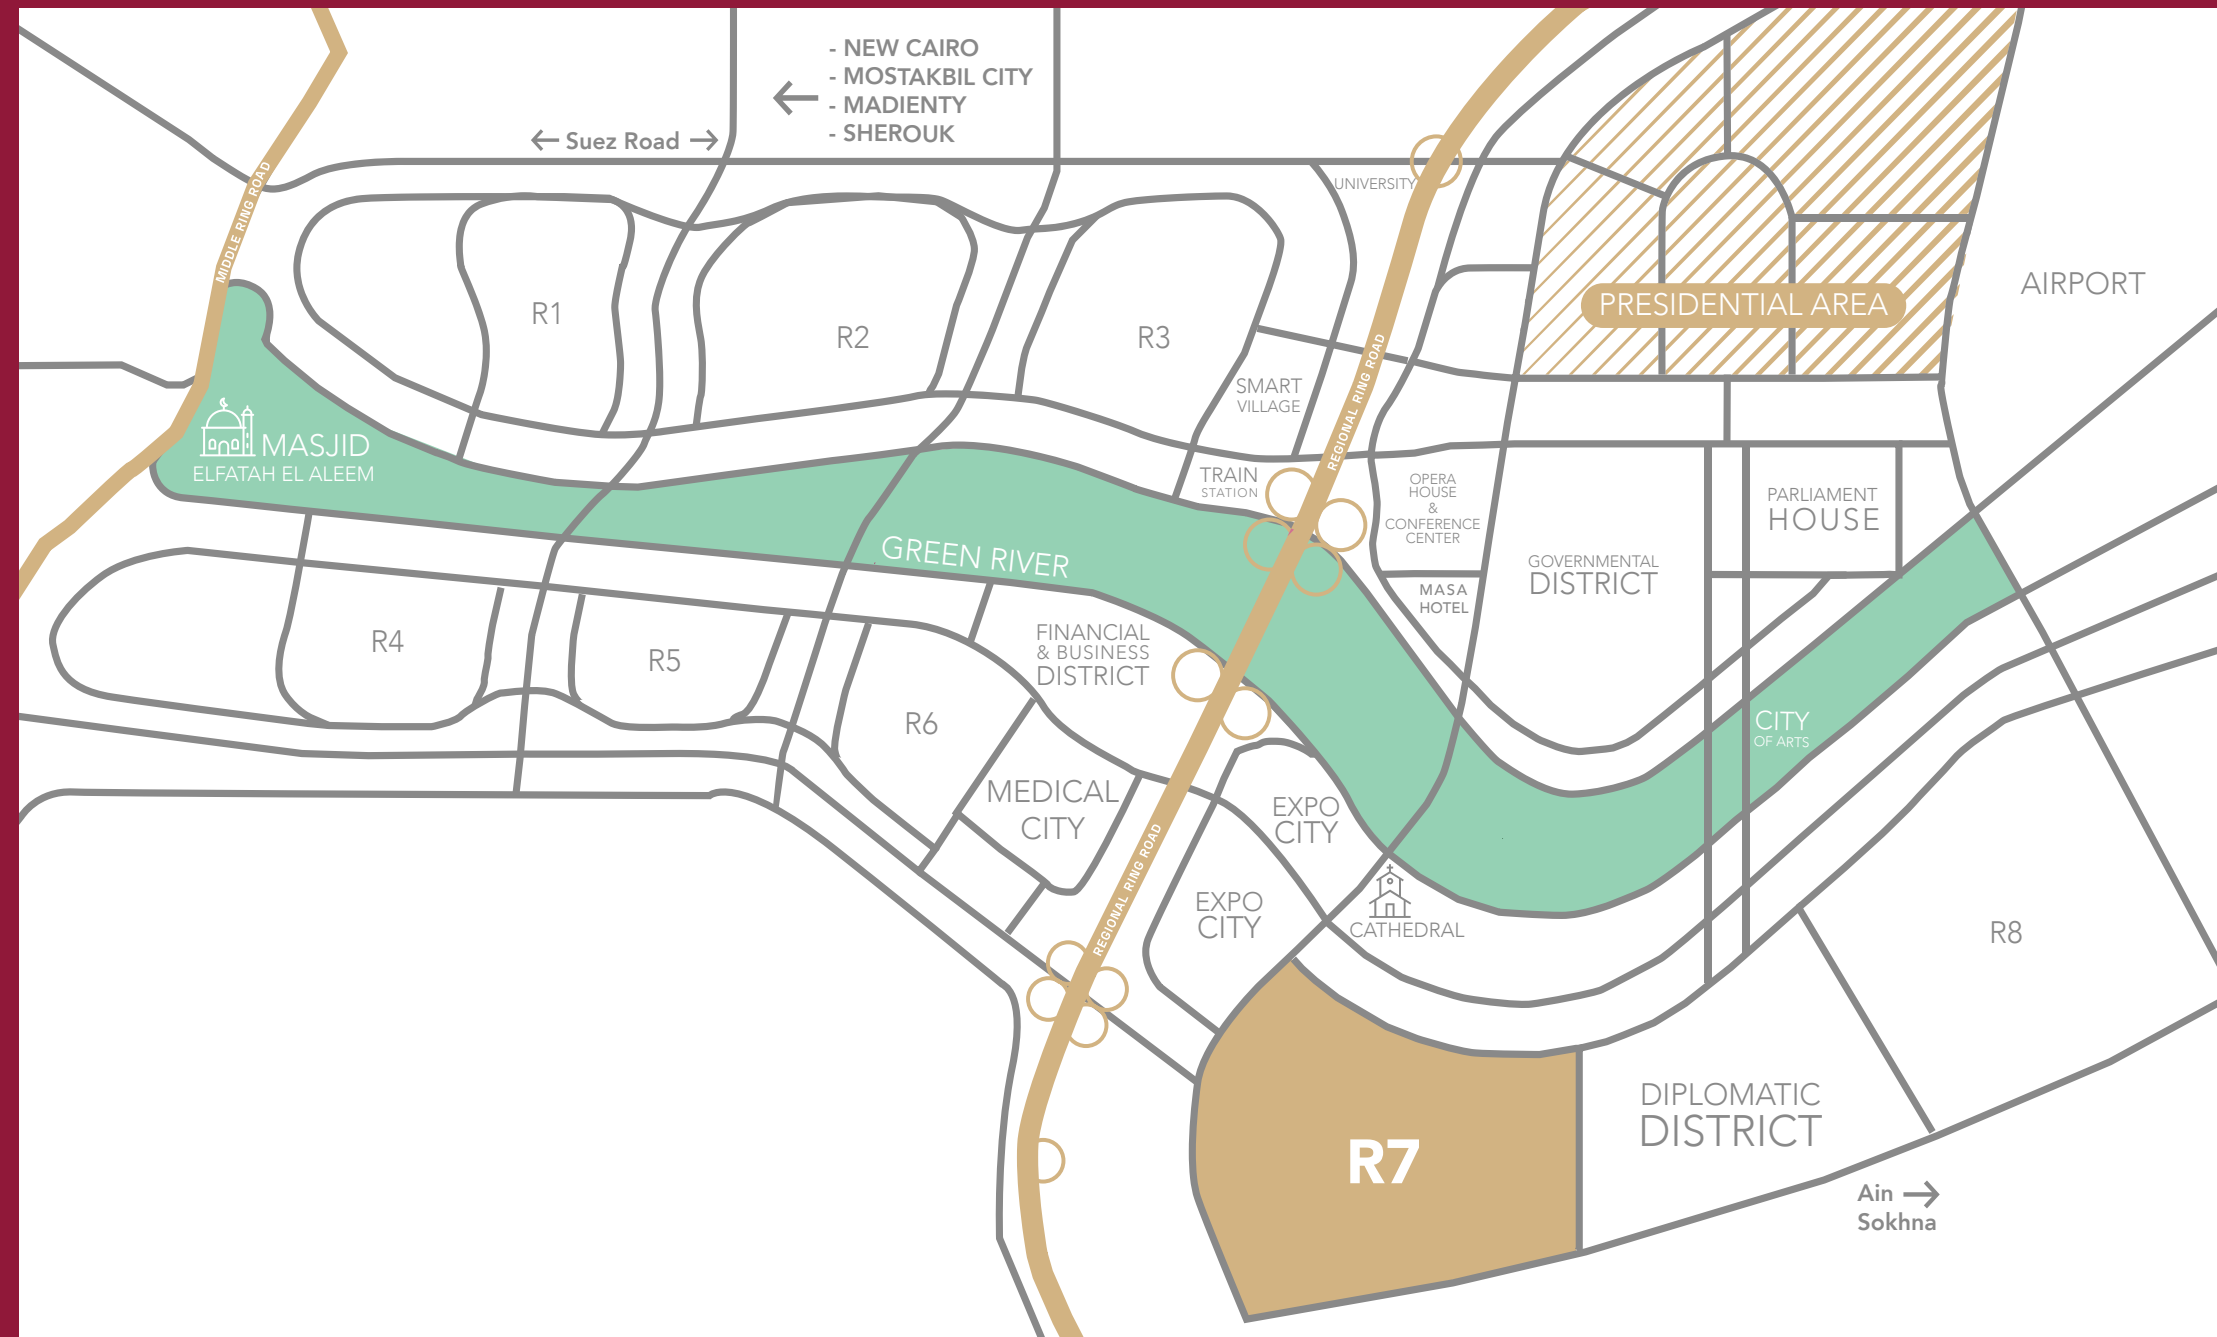 - NEW CAIRO
- MOSTAKBIL CITY
- MADIENTY
- SHEROUK
Suez Road
MIDDLE RING ROAD
UNIVERSITY
PRESIDENTIAL AREA
AIRPORT
R1
R2
R3
SMART
VILLAGE
REGIONAL RING ROAD
MASJID
ELFATAH EL ALEEM
TRAIN
STATION
OPERA
HOUSE
&
CONFERENCE
CENTER
PARLIAMENT
HOUSE
GREEN RIVER
GOVERNMENTAL
DISTRICT
MASA
HOTEL
R4
R5
FINANCIAL
& BUSINESS
DISTRICT
R6
CITY
OF ARTS
MEDICAL
CITY
EXPO
CITY
REGIONAL RING ROAD
EXPO
CITY
CATHEDRAL
R8
R7
DIPLOMATIC
DISTRICT
Ain
Sokhna